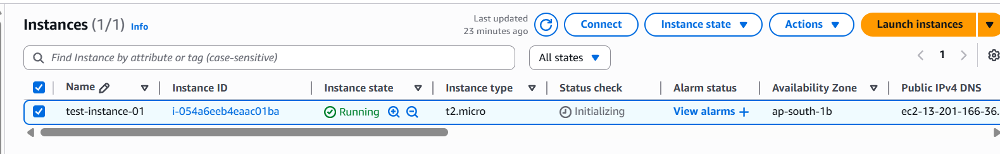 Instances (1/1) Info
Last updated
23 minutes ago
Connect
Instance state
Actions
Launch instances
Find Instance by attribute or tag (case-sensitive)
All states
1
Name Instance ID Instance state Instance type Status check Alarm status Availability Zone Public IPv4 DNS
test-instance-01 i-054a6eeb4eaac01ba Running t2.micro Initializing View alarms + ap-south-1b ec2-13-201-166-36.